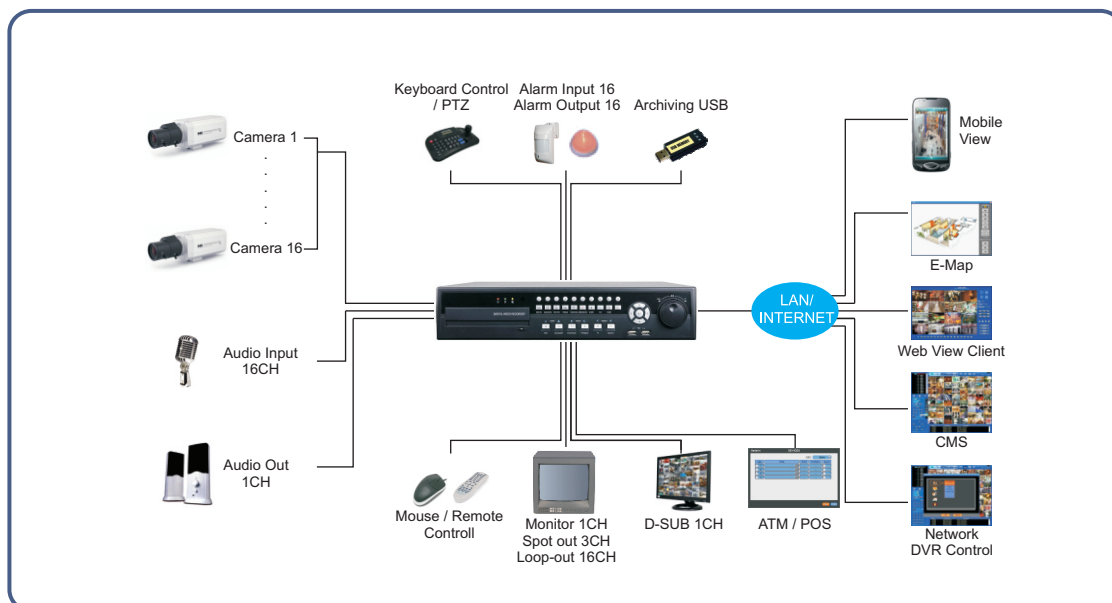 Keyboard Control
/ PTZ
Alarm Input 16
Alarm Output 16
Archiving USB
Camera 1
.
.
.
.
.
Camera 16
Audio Input
16CH
Audio Out
1CH
LAN/
INTERNET
Mobile
View
E-Map
Web View Client
CMS
Network
DVR Control
Mouse / Remote
Controll
Monitor 1CH
Spot out 3CH
Loop-out 16CH
D-SUB 1CH
ATM / POS